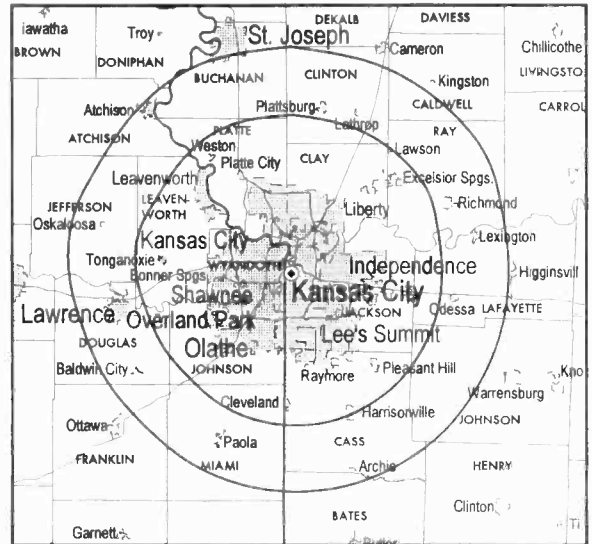 iawatha
BROWN
Troy
DONIPHAN
St. Joseph
DEKALB
DAVIESS
Cameron
Chillicothe
LIVINGSTO
BUCHANAN
CLINTON
Kingston
CALDWELL
CARROL
Atchison
ATCHISON
Plattsburg
Lathrop
RAY
PLATTE
Weston
Platte City
CLAY
Lawson
Leavenworth
LEAVEN-
WORTH
Excelsior Spgs.
JEFFERSON
Oskaloosa
Liberty
Richmond
Kansas City
Lexington
Tonganoxie
WYANDOTTE
Independence
Bonner Spgs
Higginsvill
Shawnee
Kansas City
Lawrence
Overland Park
JACKSON
Odessa
LAFAYETTE
DOUGLAS
Olathe
Lee's Summit
Baldwin City
JOHNSON
Raymore
Pleasant Hill
Kno
Warrensburg
Cleveland
Harrisonville
JOHNSON
Ottawa
Paola
CASS
FRANKLIN
MIAMI
Archie
HENRY
Clinton
BATES
Garnett
Ti
Butler